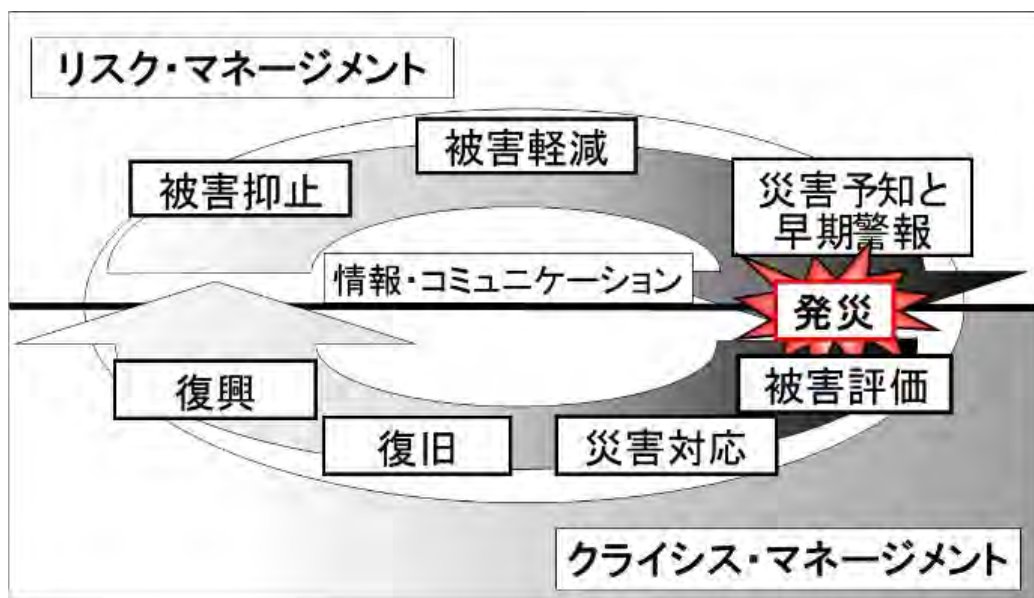 リスク・マネージメント
被害軽減
被害抑止
災害予知と
早期警報
情報・コミュニケーション
発災
被害評価
復興
復旧
災害対応
クライシス・マネージメント